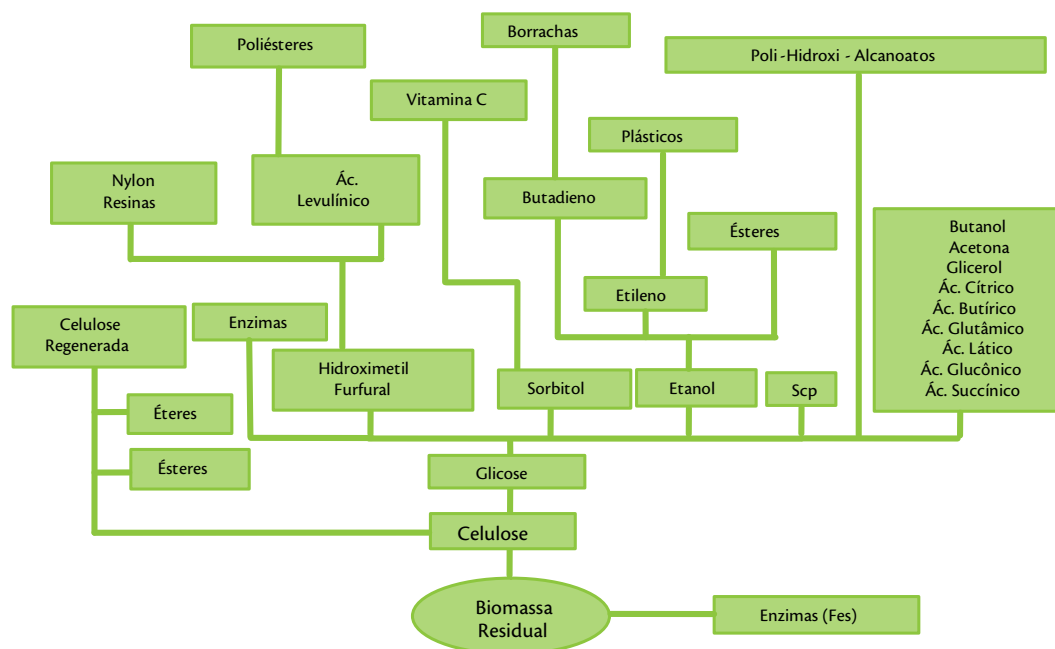 Borrachas
Poliésteres
Poli-Hidroxi - Alcanoatos
Vitamina C
Plásticos
Nylon
Resinas
Ác.
Levulínico
Butadieno
Ésteres
Butanol
Acetona
Glicerol
Ác. Cítrico
Ác. Butírico
Ác. Glutâmico
Ác. Lático
Ác. Glucônico
Ác. Succínico
Etileno
Celulose
Regenerada
Enzimas
Hidroximetil
Furfural
Sorbitol
Etanol
Scp
Éteres
Ésteres
Glicose
Celulose
Biomassa
Residual
Enzimas (Fes)